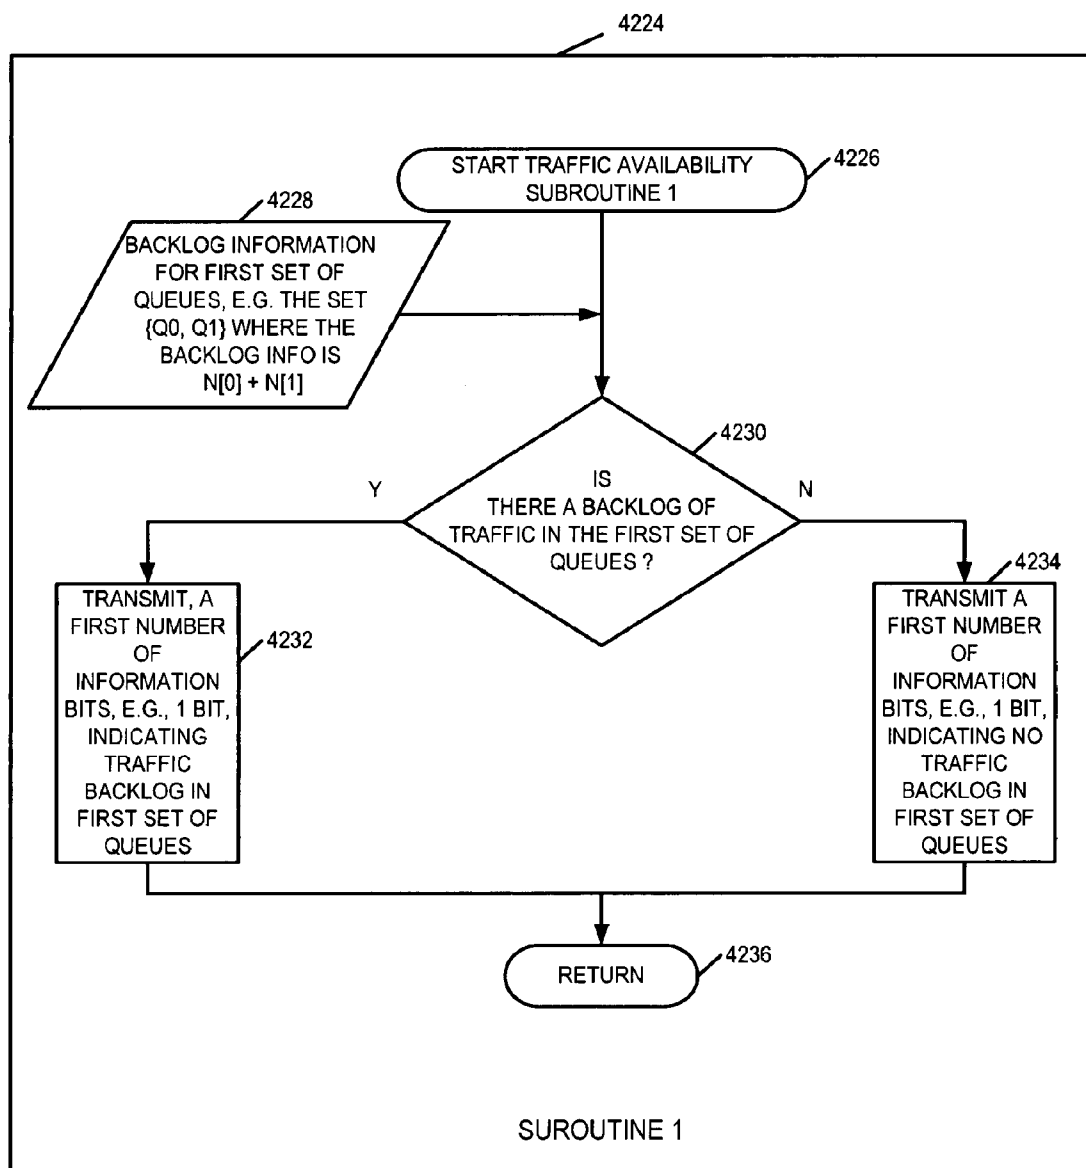 4224
START TRAFFIC AVAILABILITY
SUBROUTINE 1
4226
4228
BACKLOG INFORMATION
FOR FIRST SET OF
QUEUES, E.G. THE SET
{Q0, Q1} WHERE THE
BACKLOG INFO IS
N[0] + N[1]
4230
IS
THERE A BACKLOG OF
TRAFFIC IN THE FIRST SET OF
QUEUES ?
Y
N
TRANSMIT, A
FIRST NUMBER
OF
INFORMATION
BITS, E.G., 1 BIT,
INDICATING
TRAFFIC
BACKLOG IN
FIRST SET OF
QUEUES
4232
4234
TRANSMIT A
FIRST NUMBER
OF
INFORMATION
BITS, E.G., 1 BIT,
INDICATING NO
TRAFFIC
BACKLOG IN
FIRST SET OF
QUEUES
RETURN
4236
SUROUTINE 1